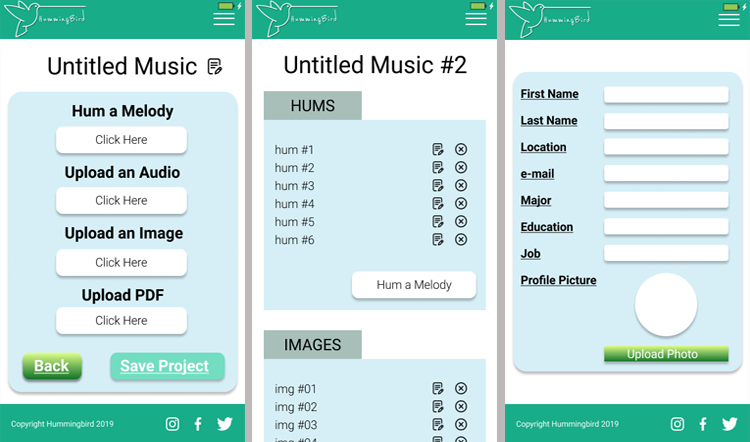 HummingBird
Untitled Music
Hum a Melody
Click Here
Upload an Audio
Click Here
Upload an Image
Click Here
Upload PDF
Click Here
Back
Save Project
Copyright Hummingbird 2019
HummingBird
Untitled Music #2
HUMS
hum #1
hum #2
hum #3
hum #4
hum #5
hum #6
Hum a Melody
IMAGES
img #01
img #02
img #03
img #04
HummingBird
First Name
Last Name
Location
e-mail
Major
Education
Job
Profile Picture
Upload Photo
Copyright Hummingbird 2019